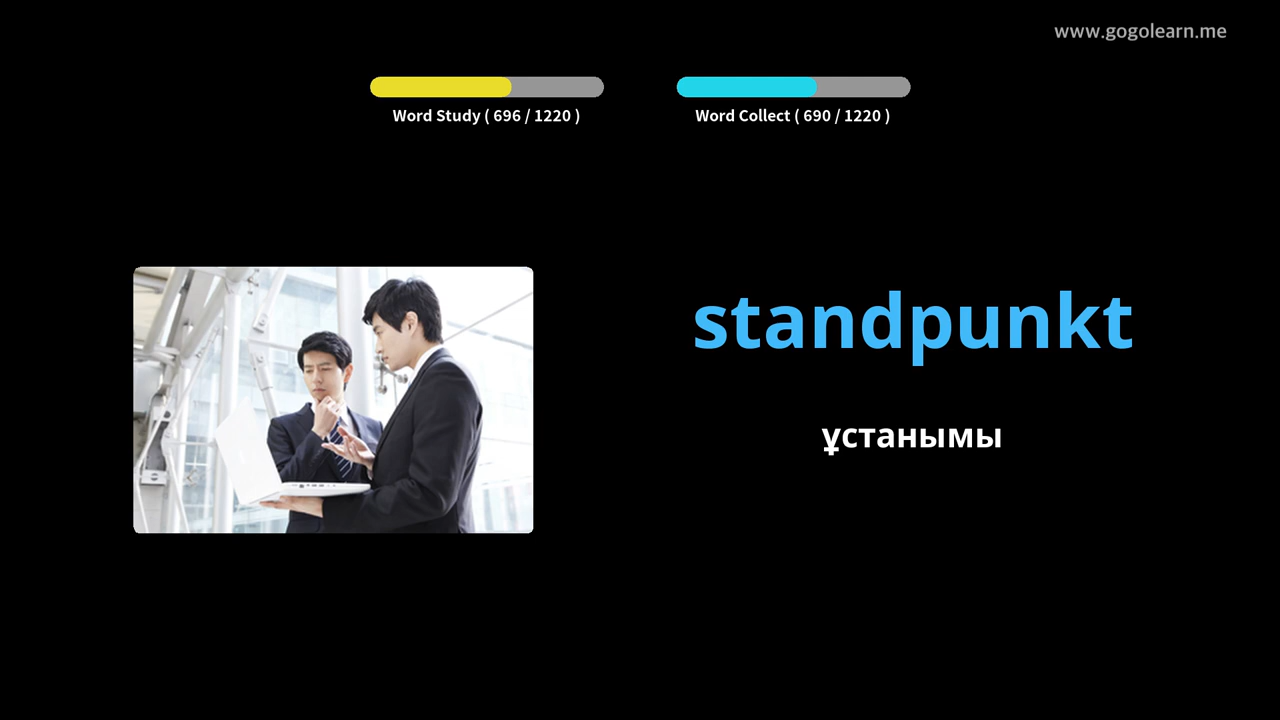 www.gogolearn.me
Word Study ( 696 / 1220 )
Word Collect ( 690 / 1220 )
standpunkt
ұстанымы